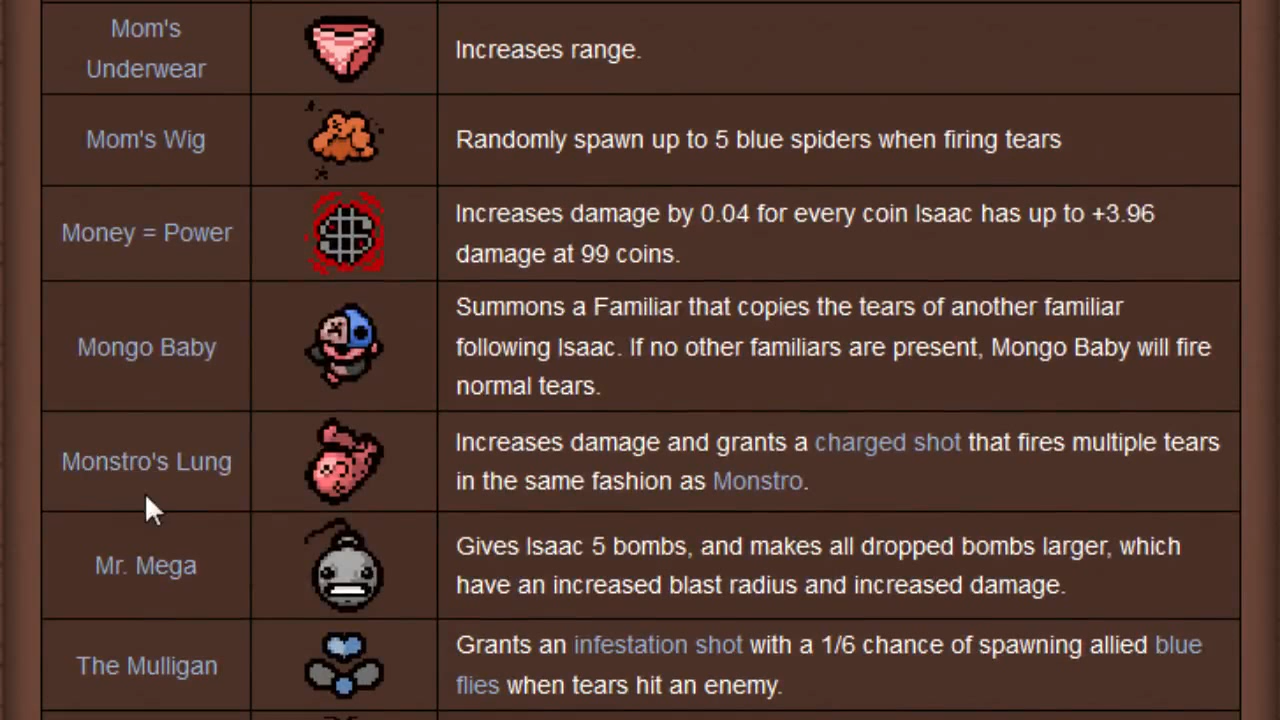 Mom's
Underwear
Increases range.
Mom's Wig
Randomly spawn up to 5 blue spiders when firing tears
Money = Power
Increases damage by 0.04 for every coin Isaac has up to +3.96
damage at 99 coins.
Mongo Baby
Summons a Familiar that copies the tears of another familiar
following Isaac. If no other familiars are present, Mongo Baby will fire
normal tears.
Monstro's Lung
Increases damage and grants a charged shot that fires multiple tears
in the same fashion as Monstro.
Mr. Mega
Gives Isaac 5 bombs, and makes all dropped bombs larger, which
have an increased blast radius and increased damage.
The Mulligan
Grants an infestation shot with a 1/6 chance of spawning allied blue
flies when tears hit an enemy.